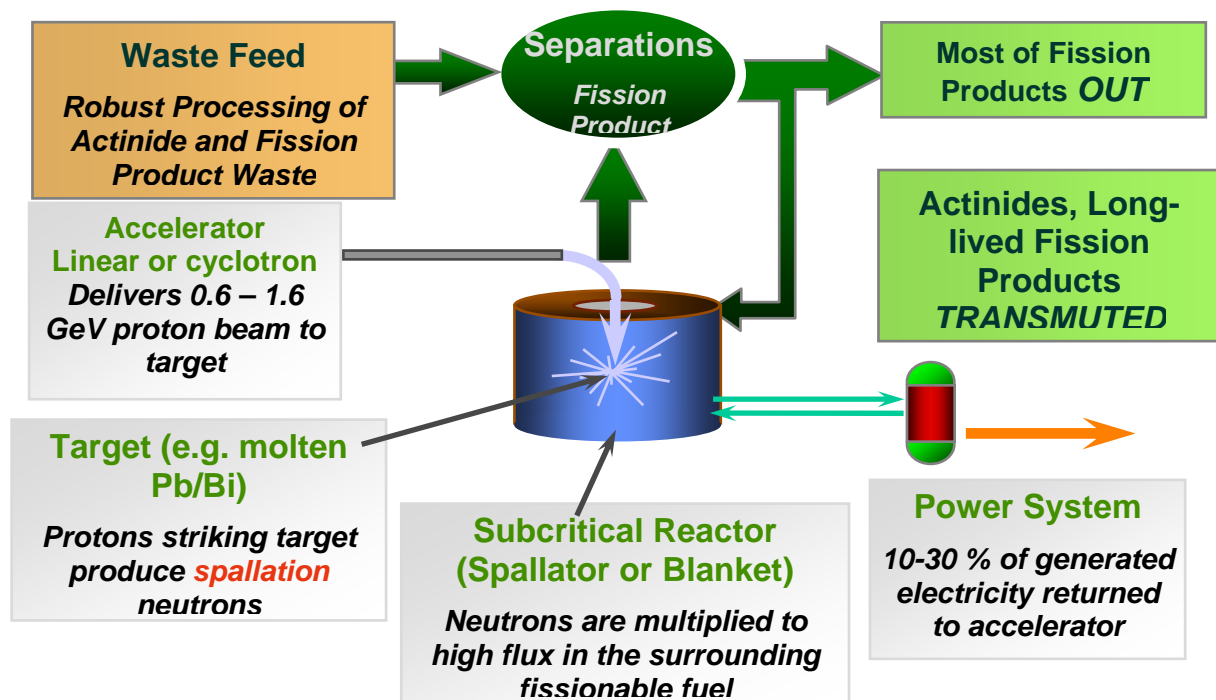 Waste Feed
Robust Processing of
Actinide and Fission
Product Waste
Separations
Fission
Product
Most of Fission
Products OUT
Accelerator
Linear or cyclotron
Delivers 0.6 – 1.6
GeV proton beam to
target
Actinides, Long-
lived Fission
Products
TRANSMUTED
Target (e.g. molten
Pb/Bi)
Protons striking target
produce spallation
neutrons
Subcritical Reactor
(Spallator or Blanket)
Neutrons are multiplied to
high flux in the surrounding
fissionable fuel
Power System
10-30 % of generated
electricity returned
to accelerator